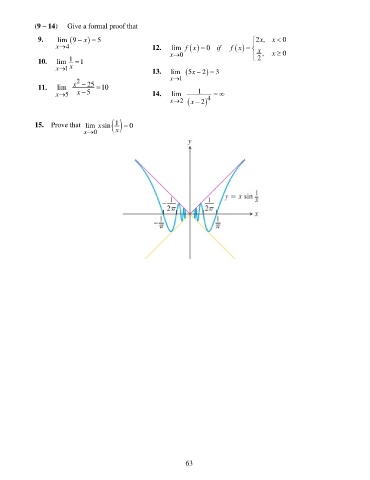 (9 – 14) Give a formal proof that
9. lim x→4 (9 − x) = 5
10. lim x→1 1/x = 1
11. lim x→5 (x² − 25)/(x − 5) = 10
12. lim x→0 f(x) = 0 if f(x) = { 2x, x < 0; x/2, x ≥ 0
13. lim x→1 (5x − 2) = 3
14. lim x→2 1/(x − 2)⁴ = ∞
15. Prove that lim x→0 x sin(1/x) = 0
y
y = x sin 1/x
−1/2π 1/2π
x
−1/π 1/π
63